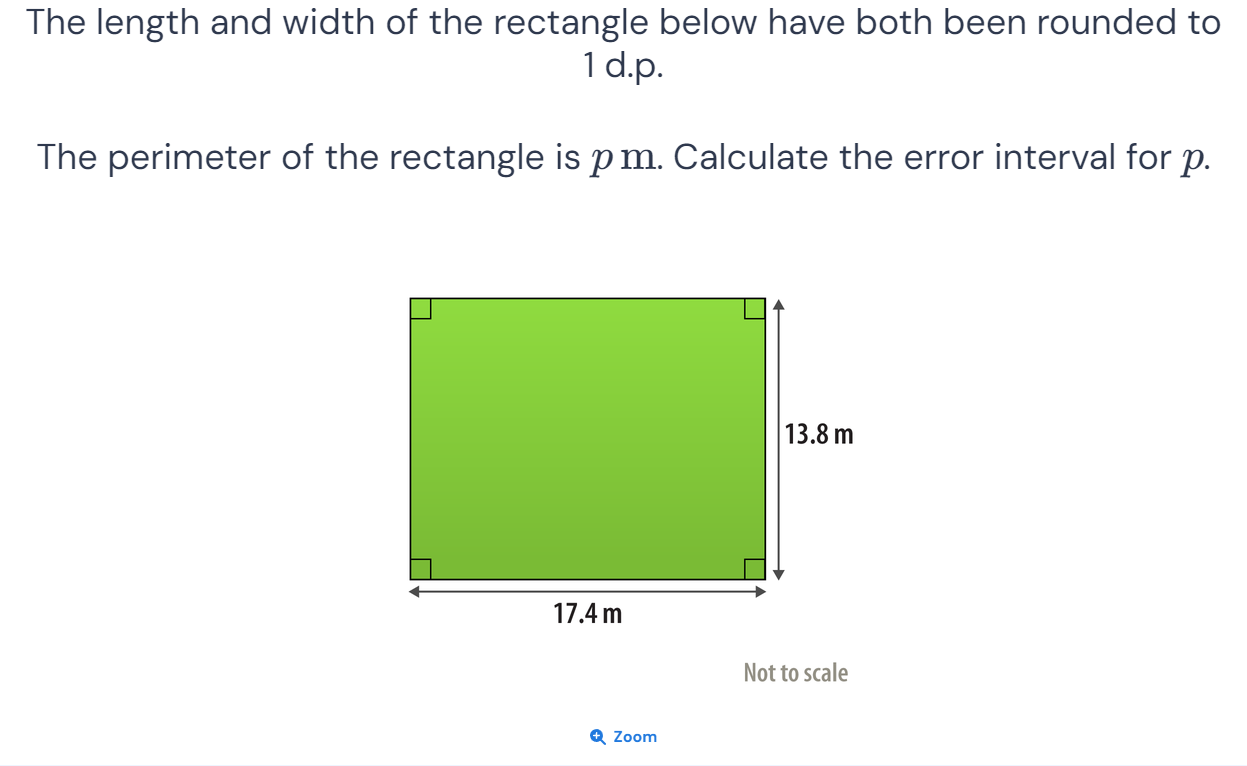 The length and width of the rectangle below have both been rounded to
1 d.p.
The perimeter of the rectangle is p m. Calculate the error interval for p.
13.8 m
17.4 m
Not to scale
Zoom